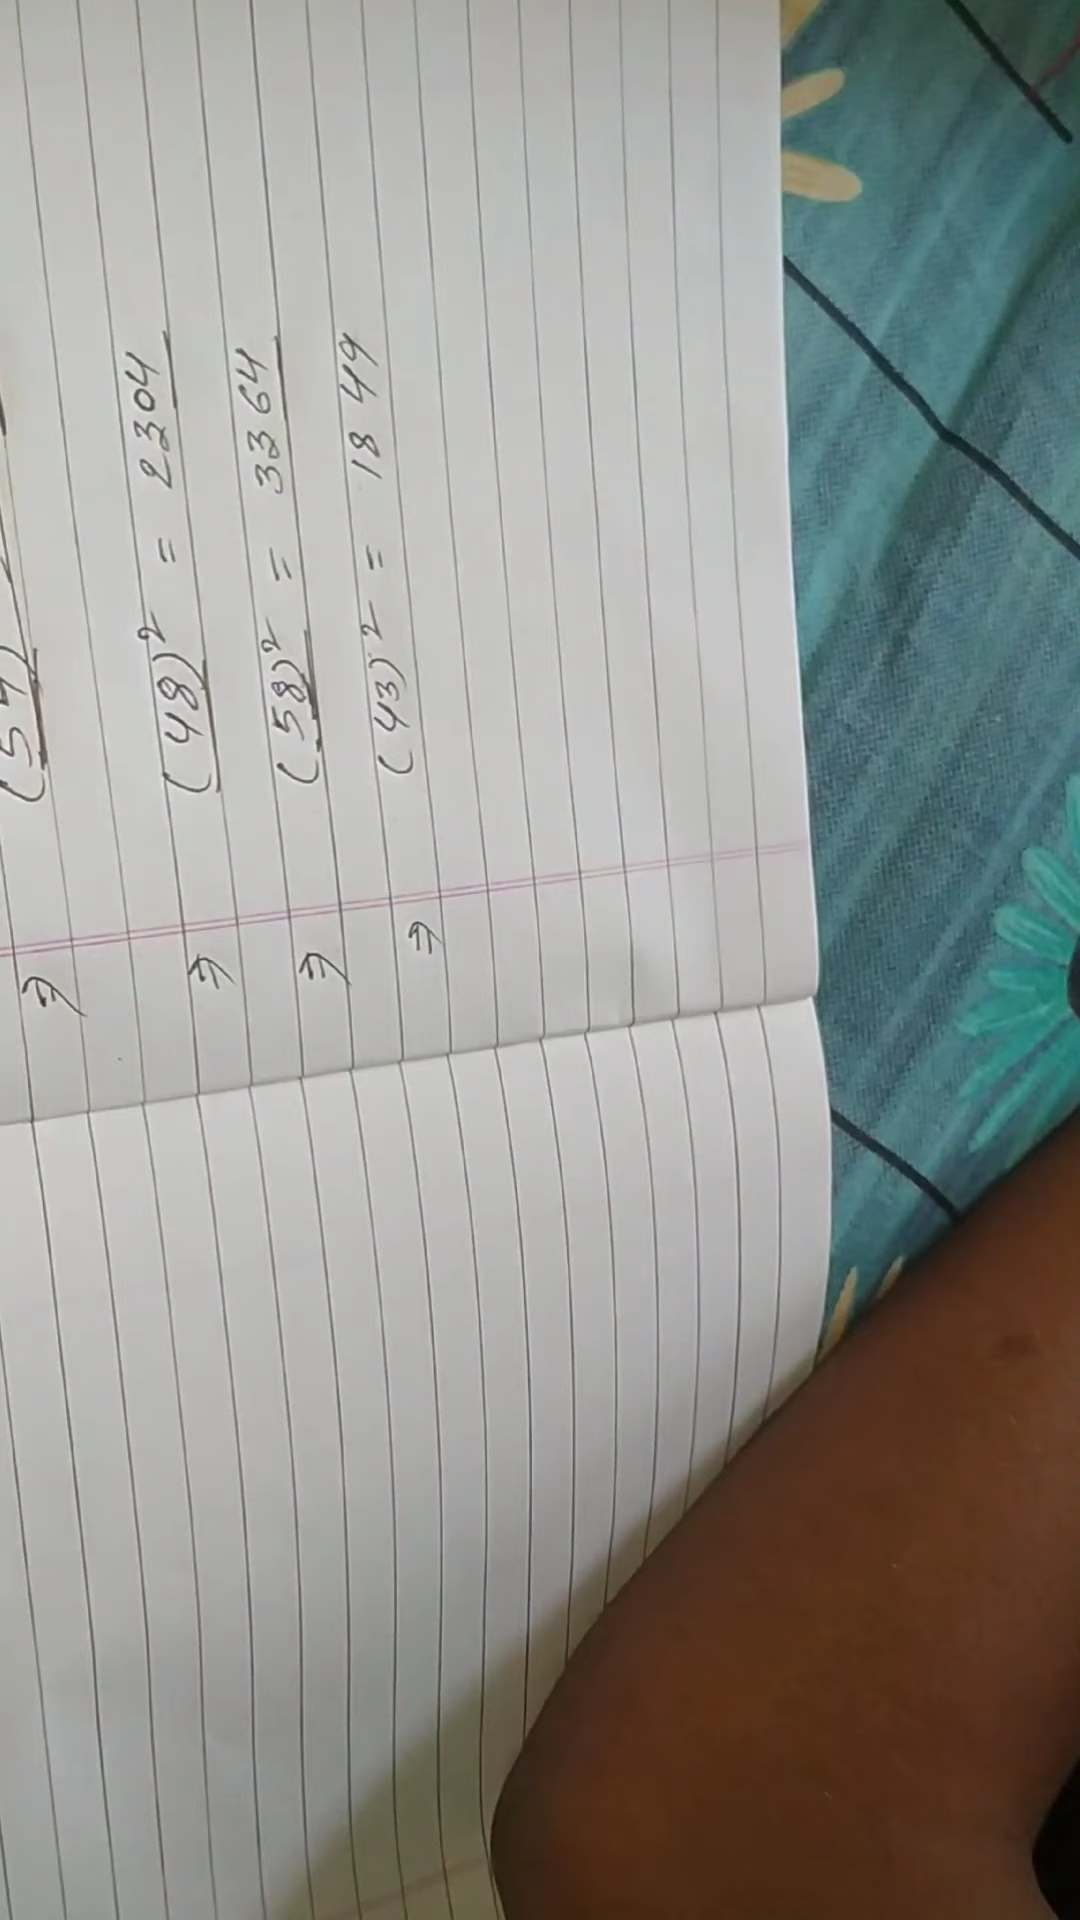 ⇒ (48)² = 2304
⇒ (58)² = 3364
⇒ (43)² = 1849